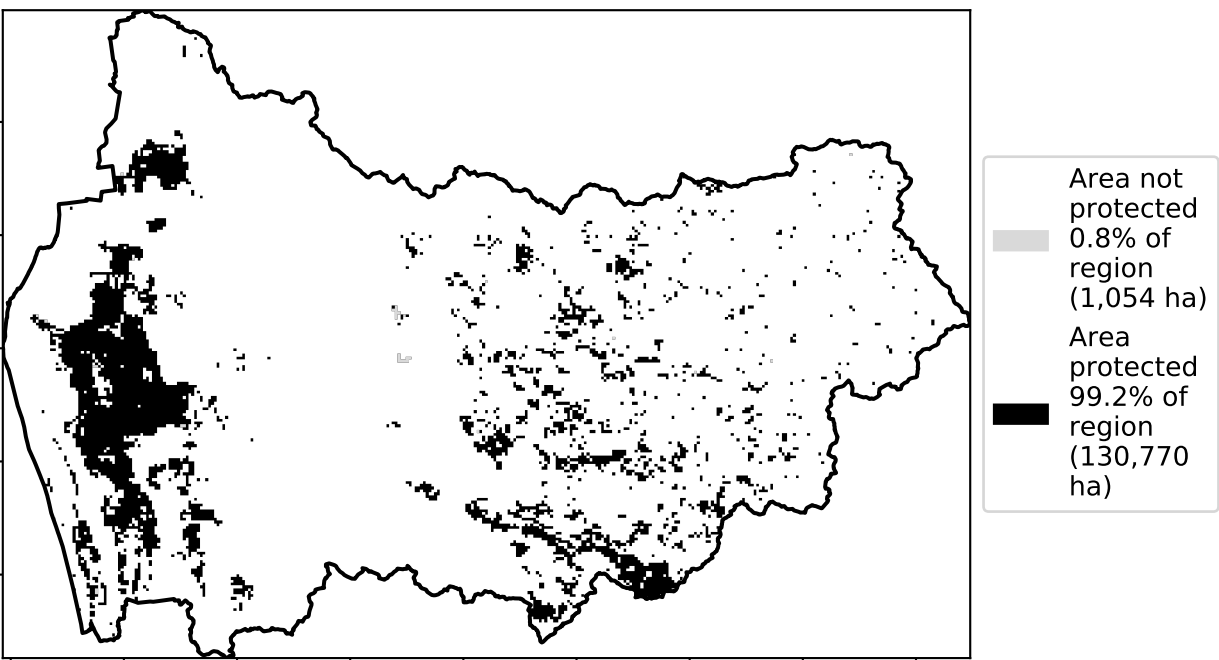 Area not
protected
0.8% of
region
(1,054 ha)
Area
protected
99.2% of
region
(130,770
ha)